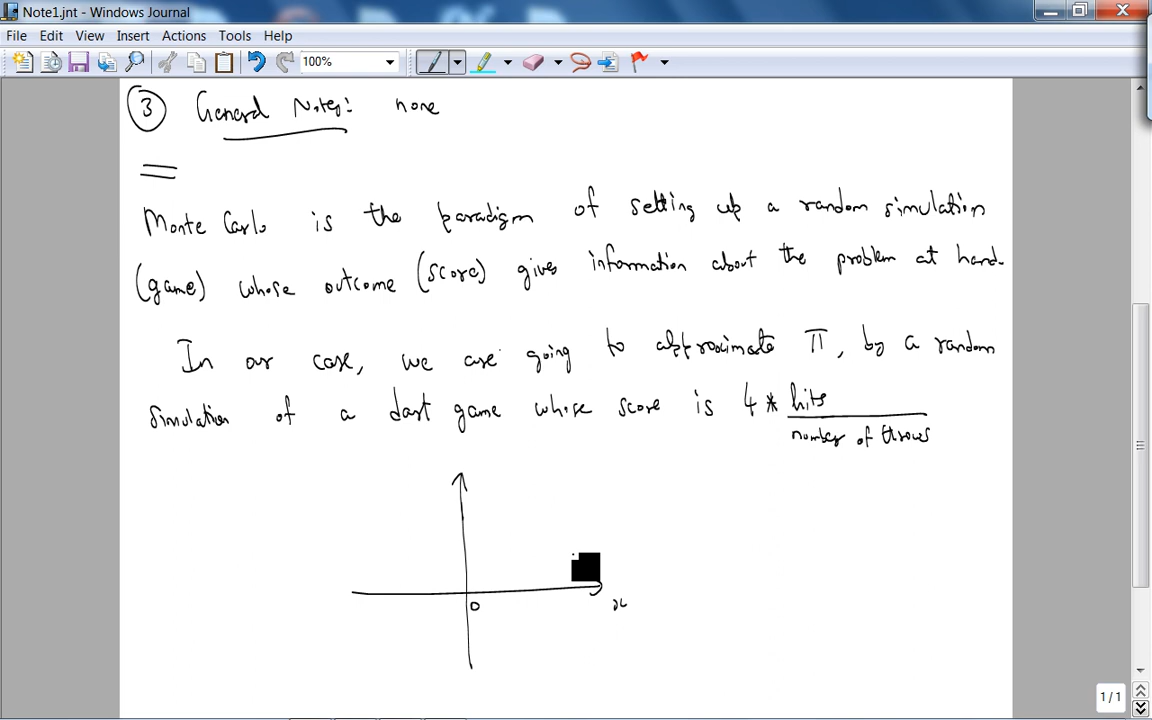 Note1.jnt - Windows Journal
File Edit View Insert Actions Tools Help
100%
3 General Notes: none
Monte Carlo is the paradigm of setting up a random simulation
(game) whose outcome (score) gives information about the problem at hand.
In our case, we are going to approximate π, by a random
simulation of a dart game whose score is 4 * hits
number of throws
0
x
1/1